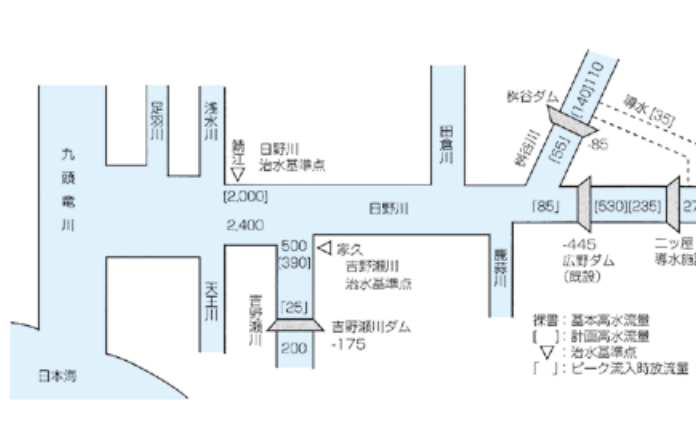 桝谷ダム
[140]110
導水 [35]
-85
桝谷川
「55」
足羽川
浅水川
鯖江
日野川
治水基準点
田倉川
九頭竜川
[2,000]
2,400
日野川
「85」
[530][235]
27
-445
広野ダム
(既設)
二ッ屋
導水施設
500
[390]
家久
吉野瀬川
治水基準点
鹿蒜川
天王川
吉野瀬川
「25」
吉野瀬川ダム
-175
200
日本海
裸書：基本高水流量
[　]：計画高水流量
▽：治水基準点
「　」：ピーク流入時放流量